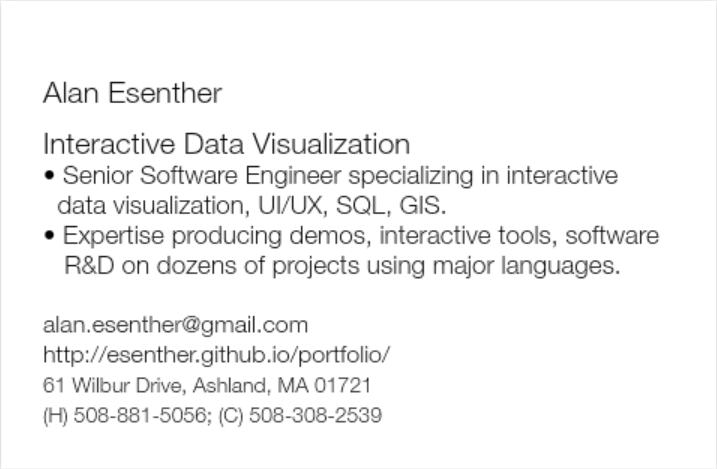 Alan Esenther
Interactive Data Visualization
• Senior Software Engineer specializing in interactive
data visualization, UI/UX, SQL, GIS.
• Expertise producing demos, interactive tools, software
R&D on dozens of projects using major languages.
alan.esenther@gmail.com
http://esenther.github.io/portfolio/
61 Wilbur Drive, Ashland, MA 01721
(H) 508-881-5056; (C) 508-308-2539